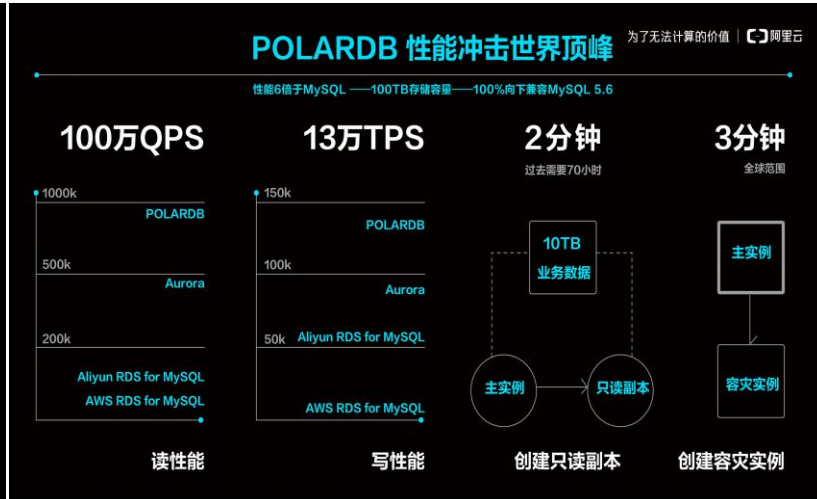 POLARDB 性能冲击世界顶峰
为了无法计算的价值 | 阿里云
性能6倍于MySQL ——100TB存储容量——100%向下兼容MySQL 5.6
100万QPS
1000k
POLARDB
500k
Aurora
200k
Aliyun RDS for MySQL
AWS RDS for MySQL
读性能
13万TPS
150k
POLARDB
100k
Aurora
50k Aliyun RDS for MySQL
AWS RDS for MySQL
写性能
2分钟
过去需要70小时
10TB
业务数据
主实例
只读副本
创建只读副本
3分钟
全球范围
主实例
容灾实例
创建容灾实例